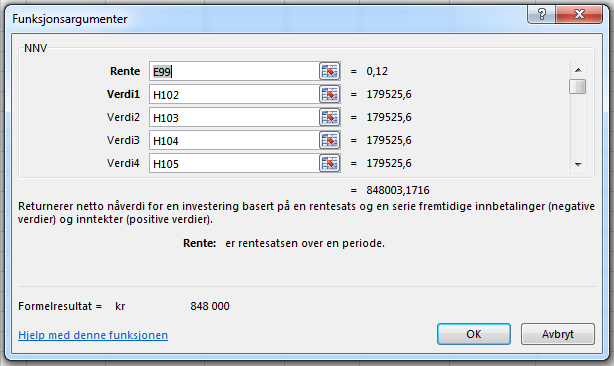 Funksjonsargumenter
NNV
Rente E99 = 0,12
Verdi1 H102 = 179525,6
Verdi2 H103 = 179525,6
Verdi3 H104 = 179525,6
Verdi4 H105 = 179525,6
= 848003,1716
Returnerer netto nåverdi for en investering basert på en rentesats og en serie fremtidige innbetalinger (negative
verdier) og inntekter (positive verdier).
Rente: er rentesatsen over en periode.
Formelresultat = kr 848 000
Hjelp med denne funksjonen OK Avbryt